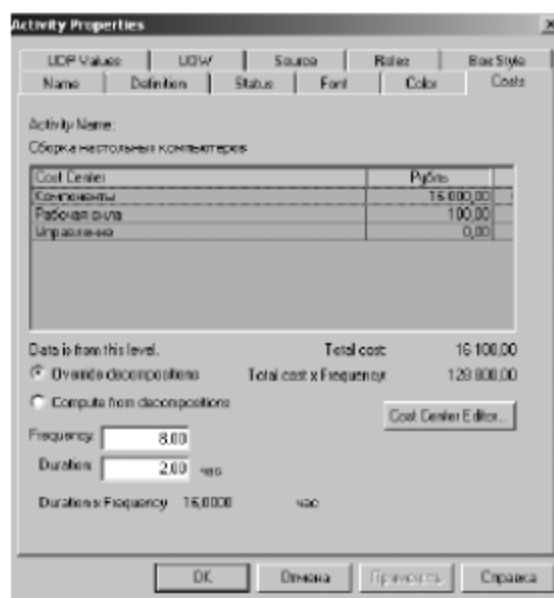 Activity Properties
UDP Values UOW Source Roles Box Style
Name Definition Status Font Color Costs
Activity Name:
Сборка настольных компьютеров
Cost Center Рубль
Компоненты 16 000,00
Рабочая сила 100,00
Управление 0,00
Data is from this level. Total cost: 16 100,00
Override decompositions Total cost x Frequency: 128 800,00
Compute from decompositions
Cost Center Editor...
Frequency: 8,00
Duration: 2,00 час
Duration x Frequency 16,0000 час
OK Отмена Применить Справка